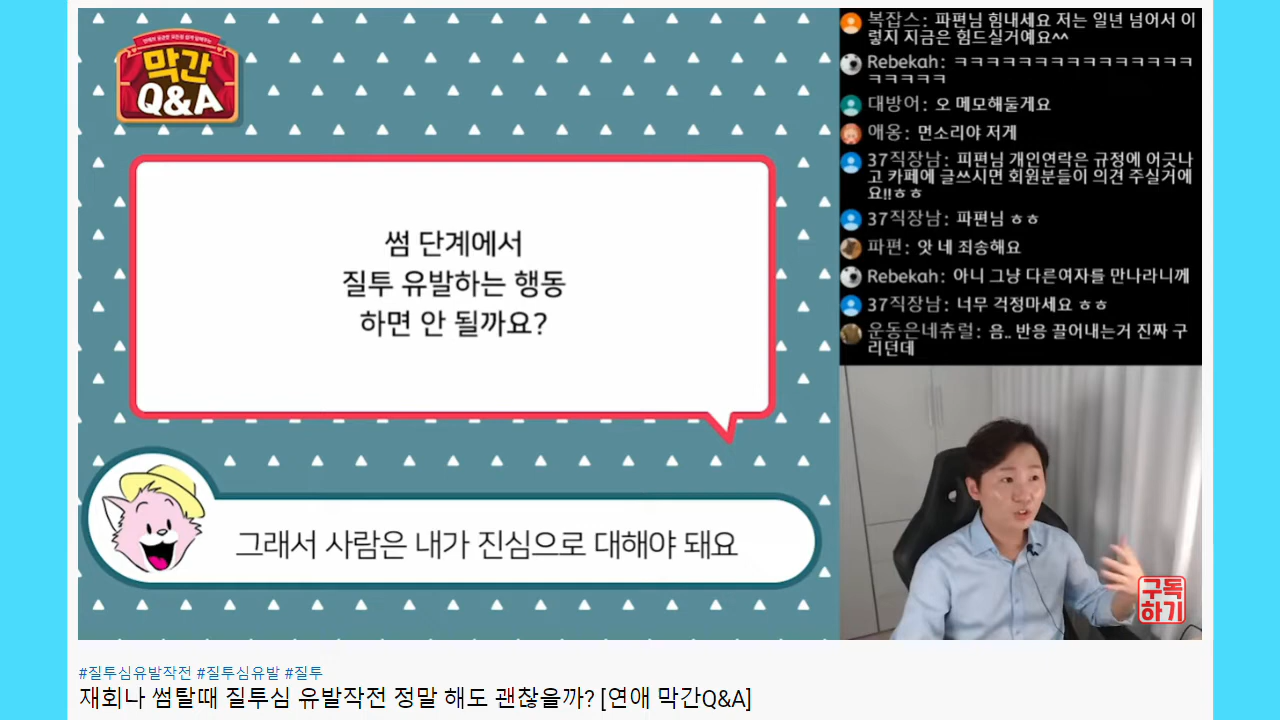 막간
Q&A
썸 단계에서
질투 유발하는 행동
하면 안 될까요?
그래서 사람은 내가 진심으로 대해야 돼요
복잡스: 파편님 힘내세요 저는 일년 넘어서 이
렇지 지금은 힘드실거예요^^
Rebekah: ㅋㅋㅋㅋㅋㅋㅋㅋㅋㅋㅋㅋㅋㅋㅋ
ㅋㅋㅋㅋㅋ
대방어: 오 메모해둘게요
애옹: 먼소리야 저게
37직장남: 피편님 개인연락은 규정에 어긋나
고 카페에 글쓰시면 회원분들이 의견 주실거에
요!!ㅎㅎ
37직장남: 파편님 ㅎㅎ
파편: 앗 네 죄송해요
Rebekah: 아니 그냥 다른여자를 만나라니께
37직장남: 너무 걱정마세요 ㅎㅎ
운동은네츄럴: 음.. 반응 끌어내는거 진짜 구
리던데
구독
하기
#질투심유발작전 #질투심유발 #질투
재회나 썸탈때 질투심 유발작전 정말 해도 괜찮을까? [연애 막간Q&A]